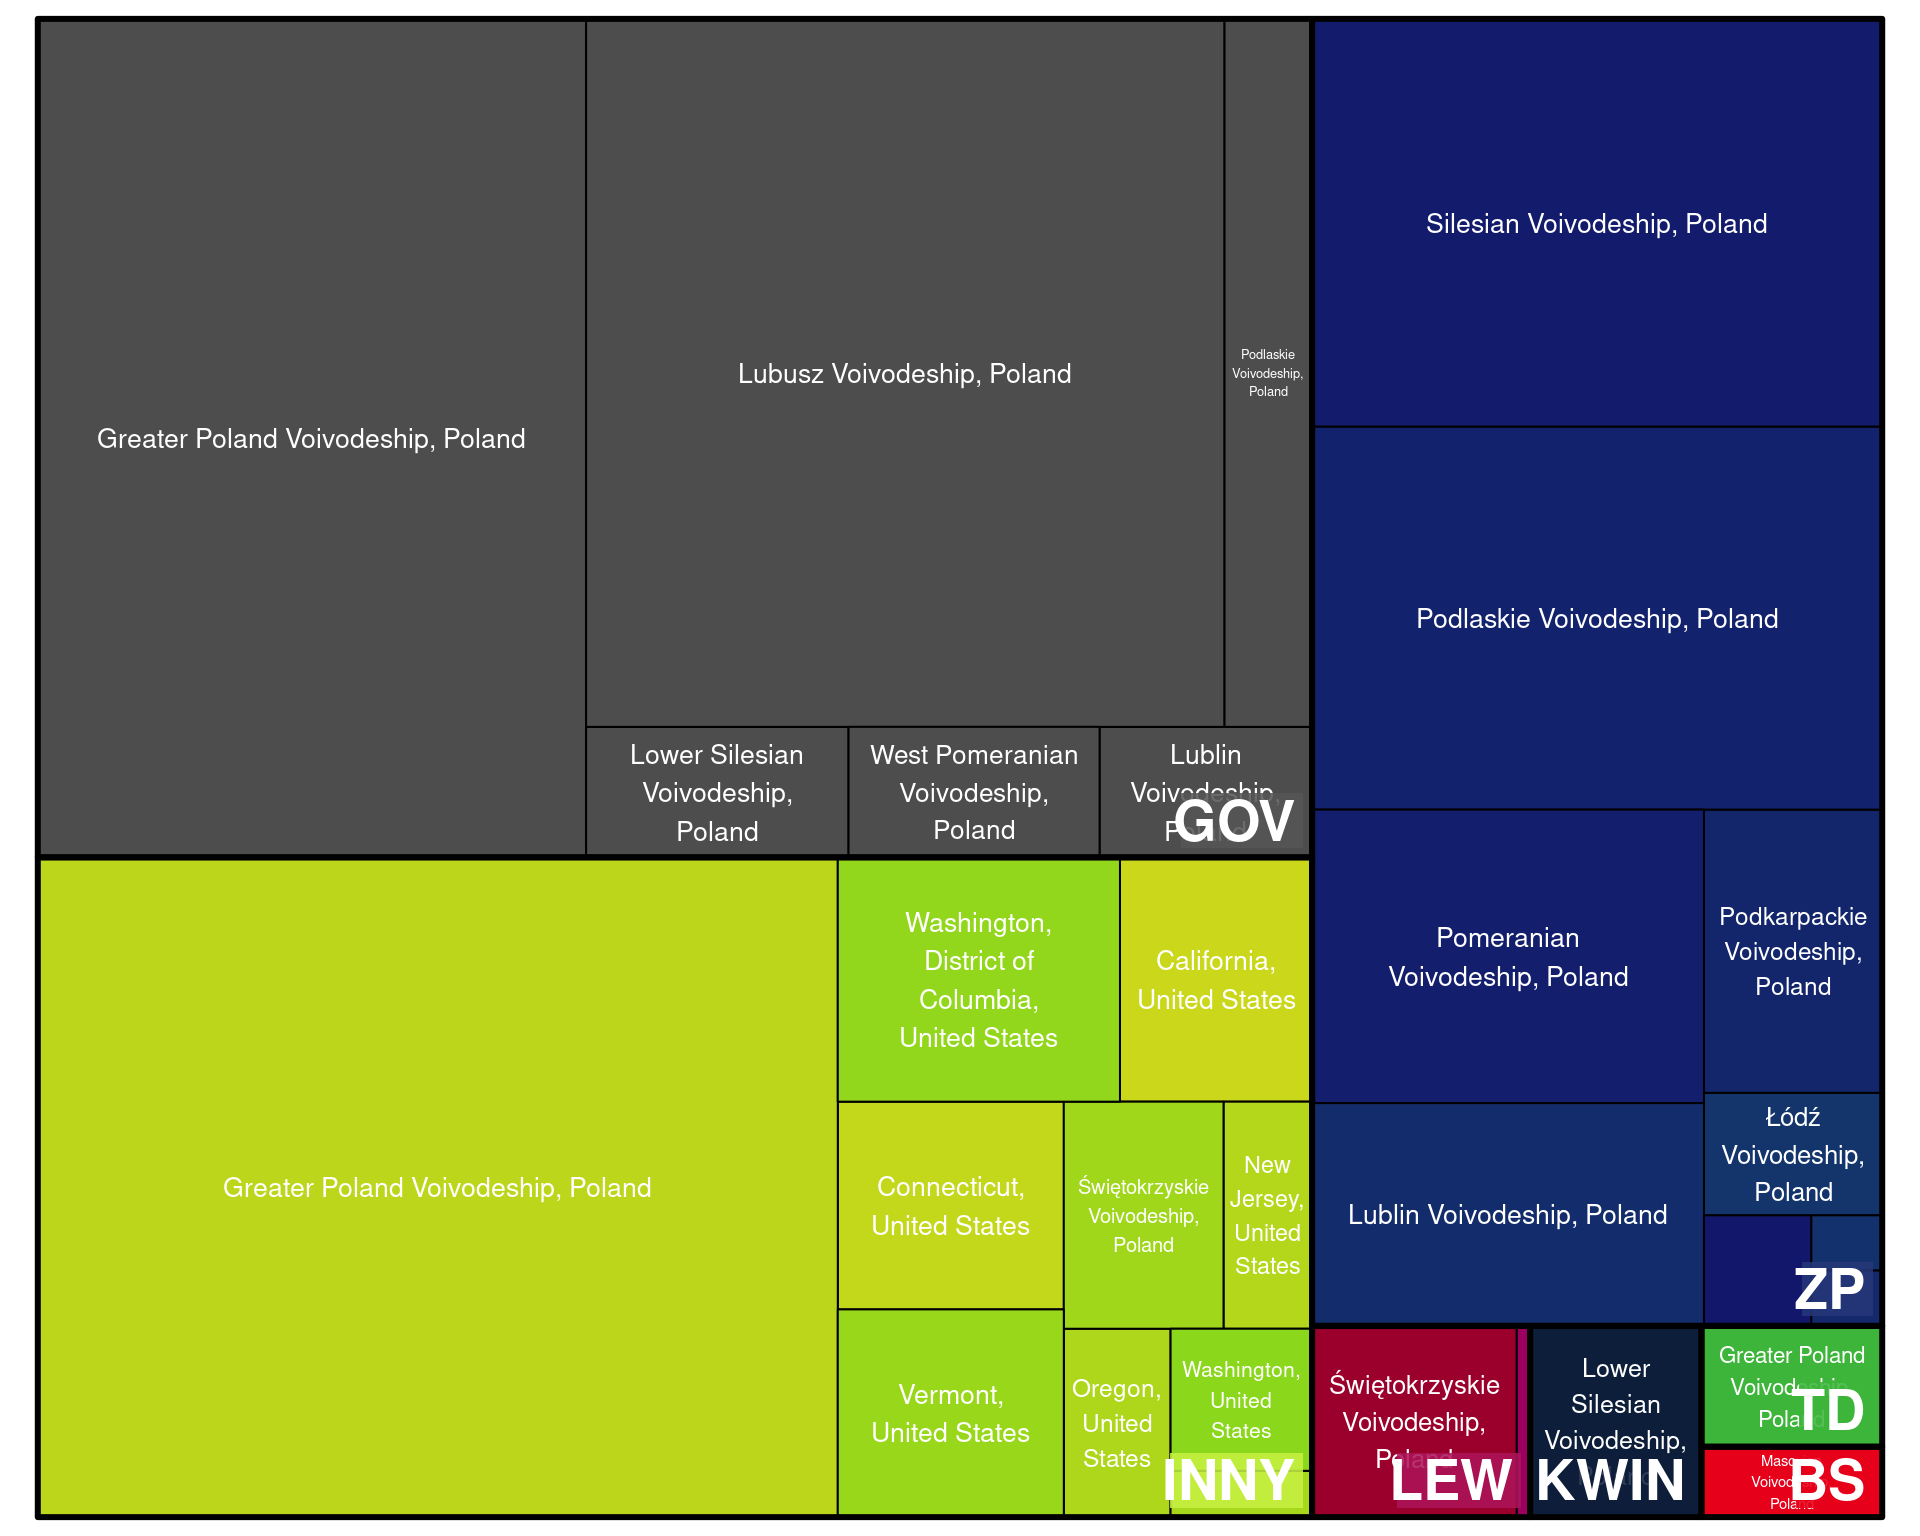 Greater Poland Voivodeship, Poland
Lubusz Voivodeship, Poland
Podlaskie
Voivodeship,
Poland
Lower Silesian
Voivodeship,
Poland
West Pomeranian
Voivodeship,
Poland
Lublin
Voivodeship,
Poland
GOV
Silesian Voivodeship, Poland
Podlaskie Voivodeship, Poland
Pomeranian
Voivodeship, Poland
Podkarpackie
Voivodeship,
Poland
Łódź
Voivodeship,
Poland
Lublin Voivodeship, Poland
ZP
Greater Poland Voivodeship, Poland
Washington,
District of
Columbia,
United States
California,
United States
Connecticut,
United States
Świętokrzyskie
Voivodeship,
Poland
New
Jersey,
United
States
Vermont,
United States
Oregon,
United
States
Washington,
United
States
INNY
Świętokrzyskie
Voivodeship,
Poland
LEW
Lower
Silesian
Voivodeship,
KWIN
Greater Poland
Voivodeship,
Poland
TD
Voivodeship,
Poland
BS